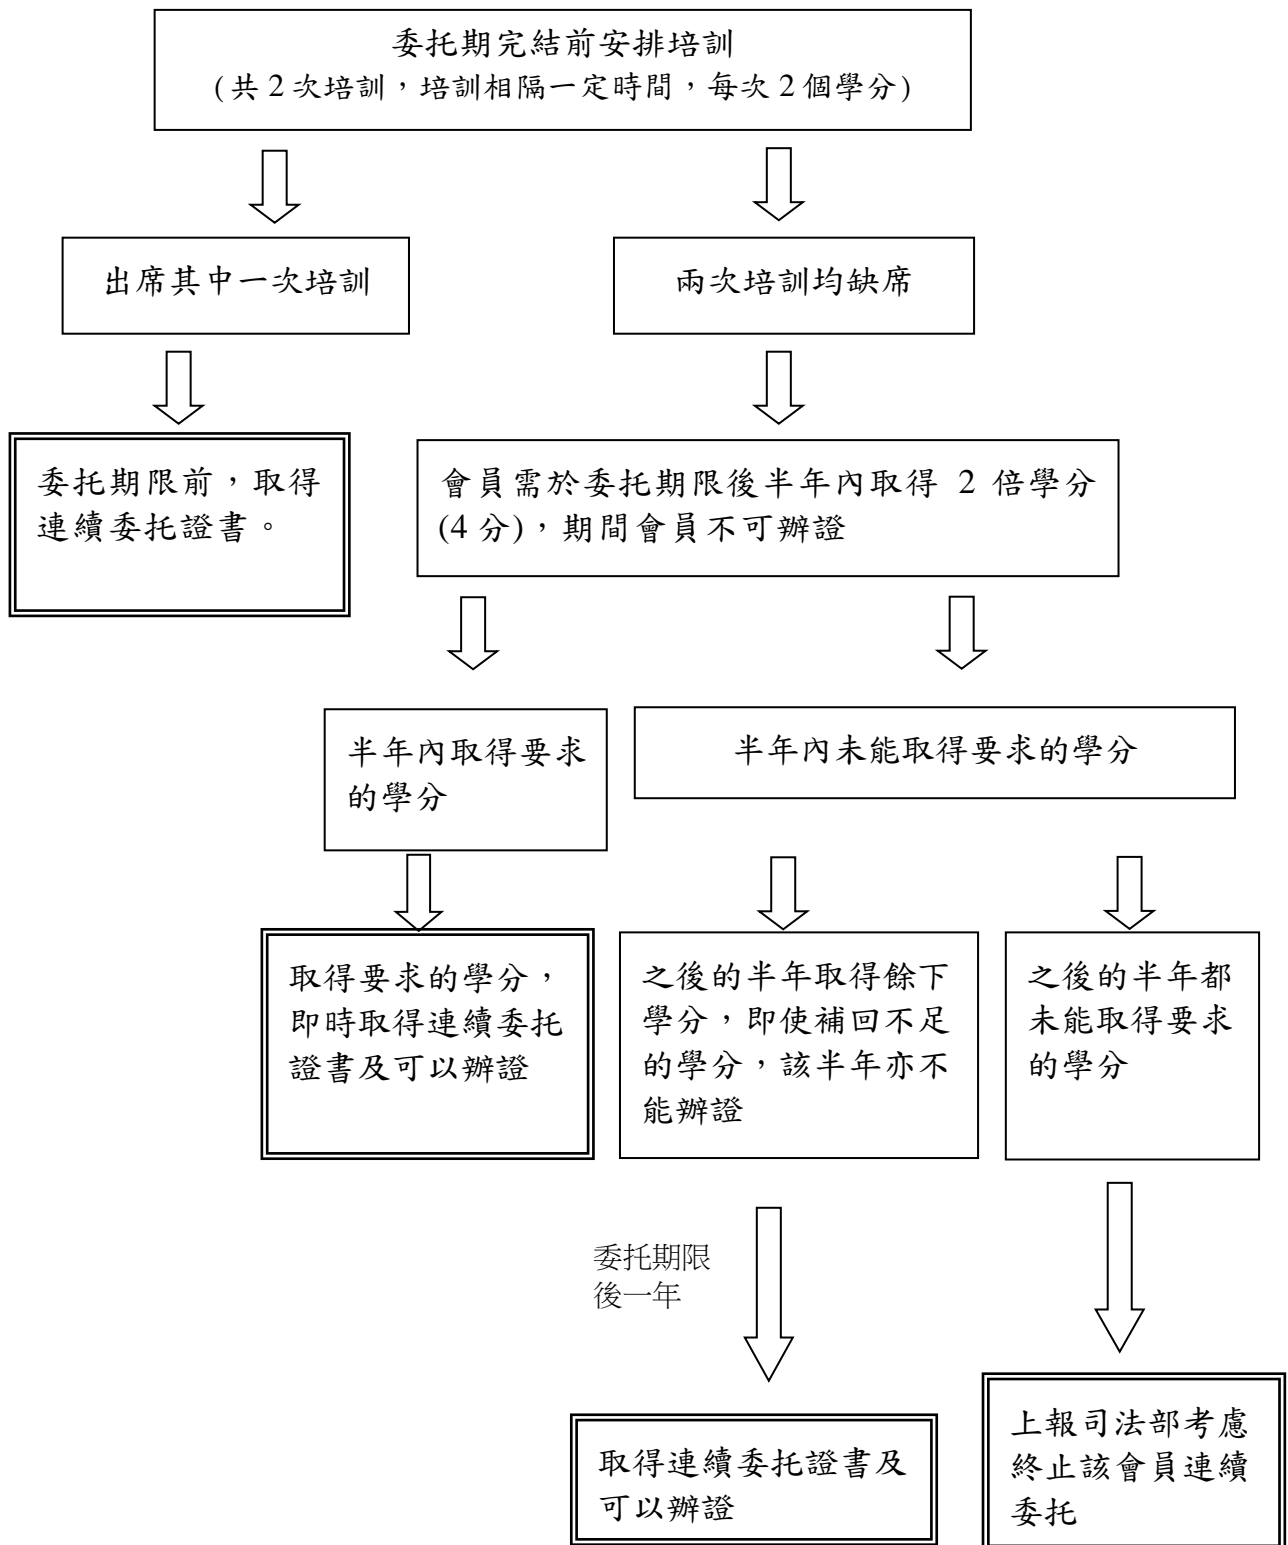 委托期完結前安排培訓
(共 2 次培訓，培訓相隔一定時間，每次 2 個學分)
出席其中一次培訓
兩次培訓均缺席
委托期限前，取得
連續委托證書。
會員需於委托期限後半年內取得 2 倍學分
(4 分)，期間會員不可辦證
半年內取得要求
的學分
半年內未能取得要求的學分
取得要求的學分，
即時取得連續委托
證書及可以辦證
之後的半年取得餘下
學分，即使補回不足
的學分，該半年亦不
能辦證
之後的半年都
未能取得要求
的學分
委托期限
後一年
取得連續委托證書及
可以辦證
上報司法部考慮
終止該會員連續
委托